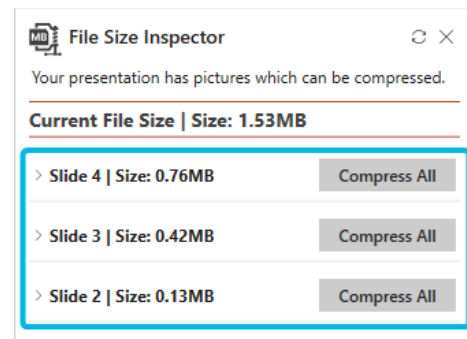 MB File Size Inspector
Your presentation has pictures which can be compressed.
Current File Size | Size: 1.53MB
Slide 4 | Size: 0.76MB Compress All
Slide 3 | Size: 0.42MB Compress All
Slide 2 | Size: 0.13MB Compress All